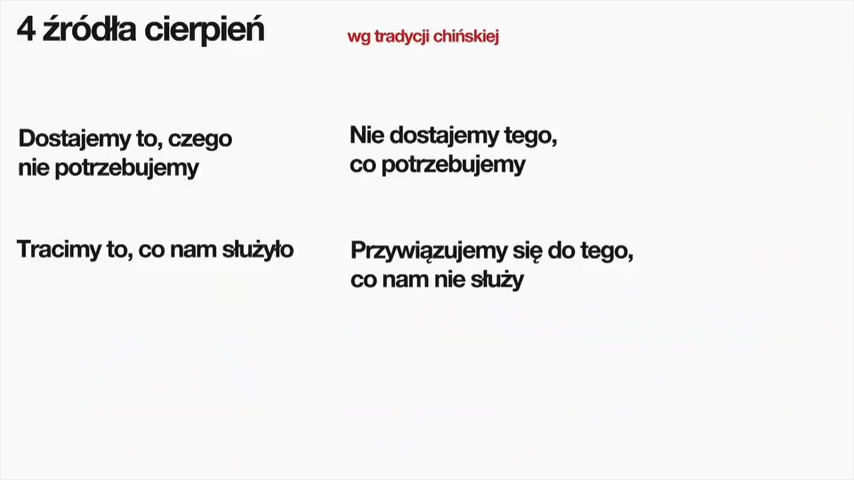 4 źródła cierpień
wg tradycji chińskiej
Dostajemy to, czego
nie potrzebujemy
Nie dostajemy tego,
co potrzebujemy
Tracimy to, co nam służyło
Przywiązujemy się do tego,
co nam nie służy